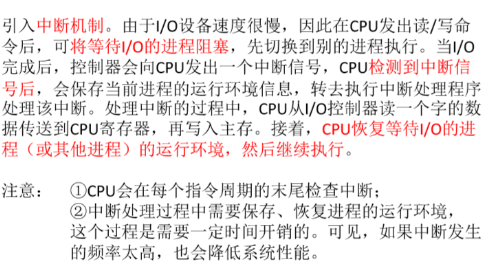 引入中断机制。由于I/O设备速度很慢，因此在CPU发出读/写命
令后，可将等待I/O的进程阻塞，先切换到别的进程执行。当I/O
完成后，控制器会向CPU发出一个中断信号，CPU检测到中断信
号后，会保存当前进程的运行环境信息，转去执行中断处理程序
处理该中断。处理中断的过程中，CPU从I/O控制器读一个字的数
据传送到CPU寄存器，再写入主存。接着，CPU恢复等待I/O的进
程（或其他进程）的运行环境，然后继续执行。
注意： ①CPU会在每个指令周期的末尾检查中断；
②中断处理过程中需要保存、恢复进程的运行环境，
这个过程是需要一定时间开销的。可见，如果中断发生
的频率太高，也会降低系统性能。